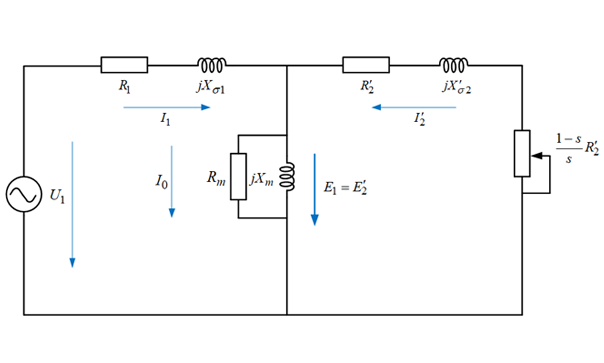 R₁ jXσ1 R′₂ jX′σ2
I₁ I′₂
1−s/s R′₂
U₁ I₀ Rm jXm E₁ = E′₂